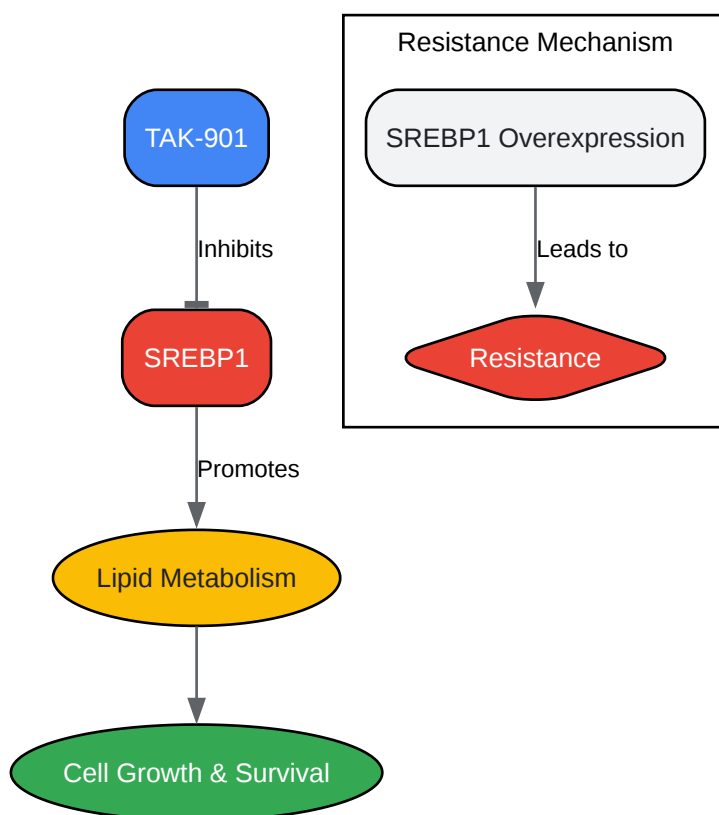 TAK-901
Inhibits
SREBP1
Promotes
Lipid Metabolism
Cell Growth & Survival
Resistance Mechanism
SREBP1 Overexpression
Leads to
Resistance